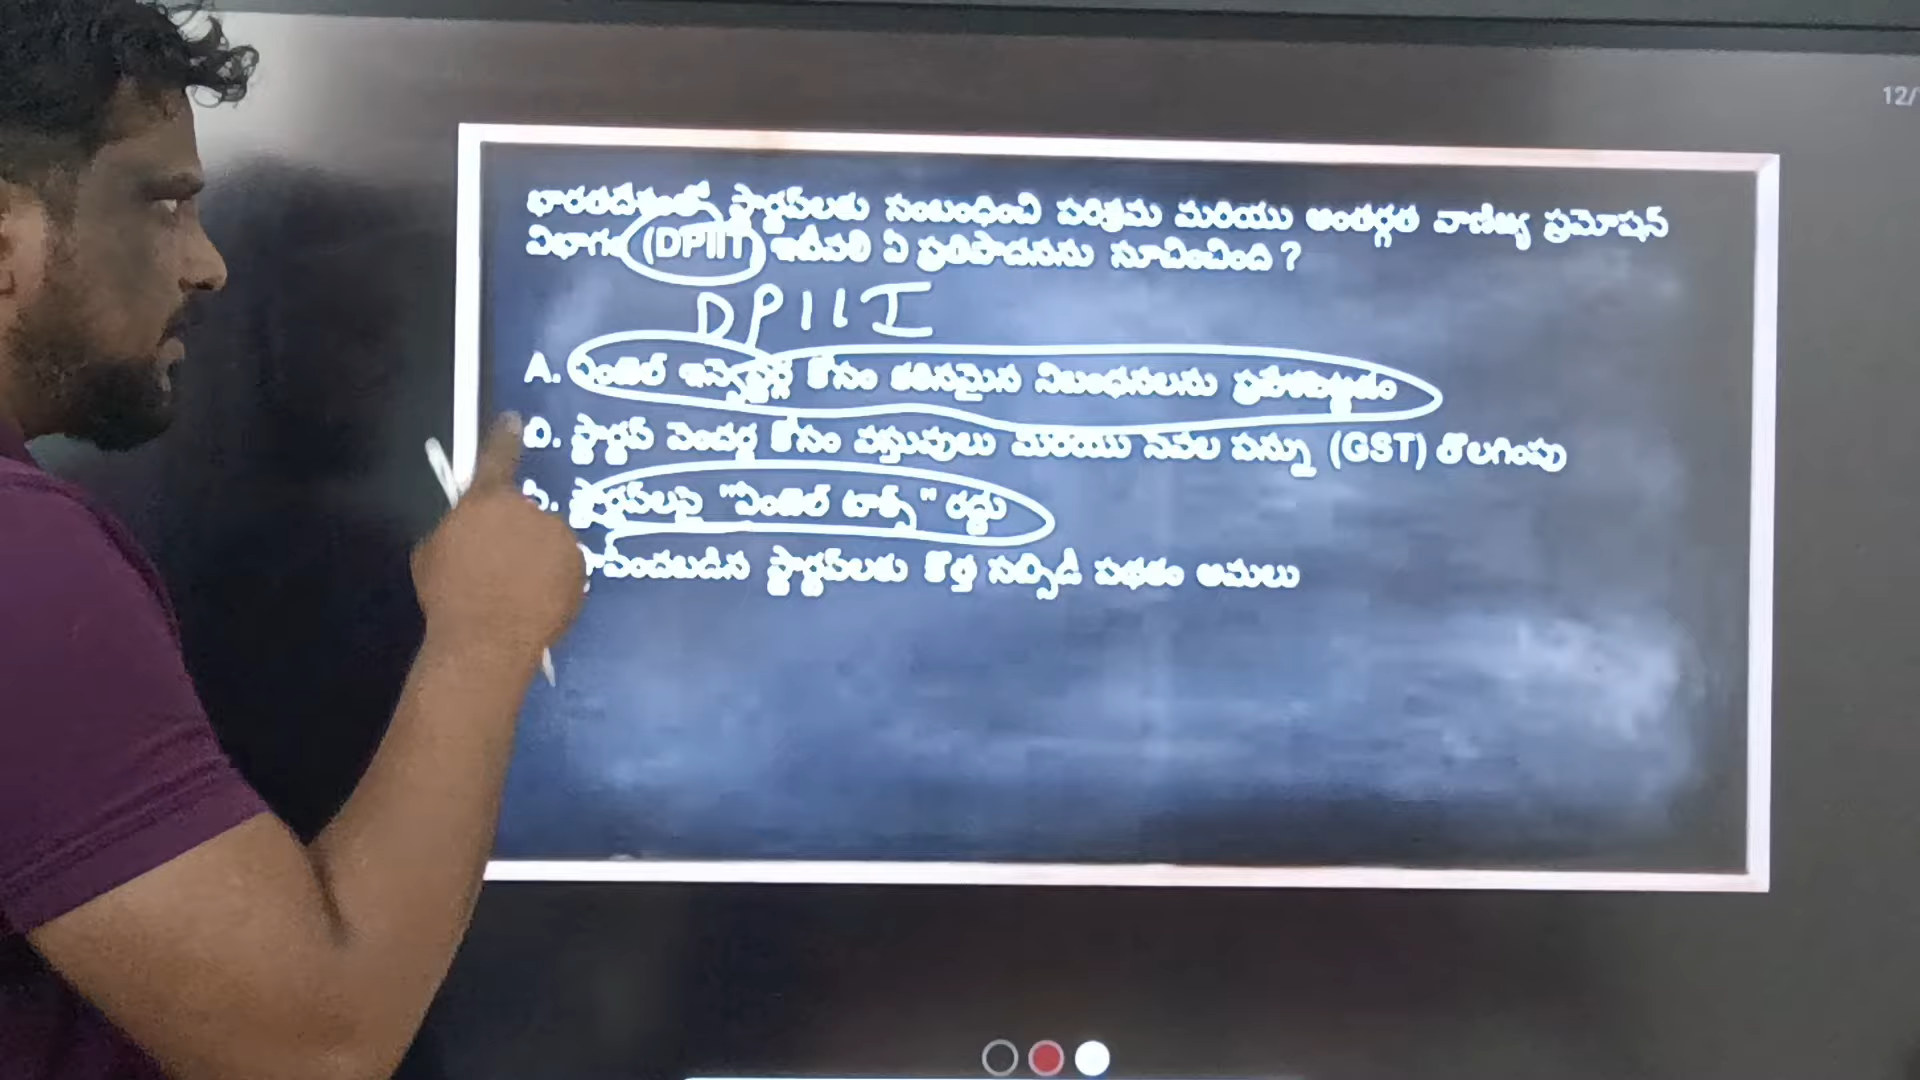 12/
భారతదేశంలో స్టార్టప్‌లకు సంబంధించి పరిశ్రమ మరియు అంతర్గత వాణిజ్య ప్రమోషన్
విభాగం (DPIIT) ఇటీవలి ఏ ప్రతిపాదనను సూచించింది ?
DPIIT
A. ఏంజెల్ ఇన్వెస్టర్ల కోసం కఠినమైన నిబంధనలను ప్రవేశపెట్టడం
B. స్టార్టప్ వెండర్ల కోసం వస్తువులు మరియు సేవల పన్ను (GST) తొలగింపు
స్టార్టప్‌లపై "ఏంజెల్ టాక్స్" రద్దు
స్టార్టప్‌లకు కొత్త సబ్సిడీ పథకం అమలు